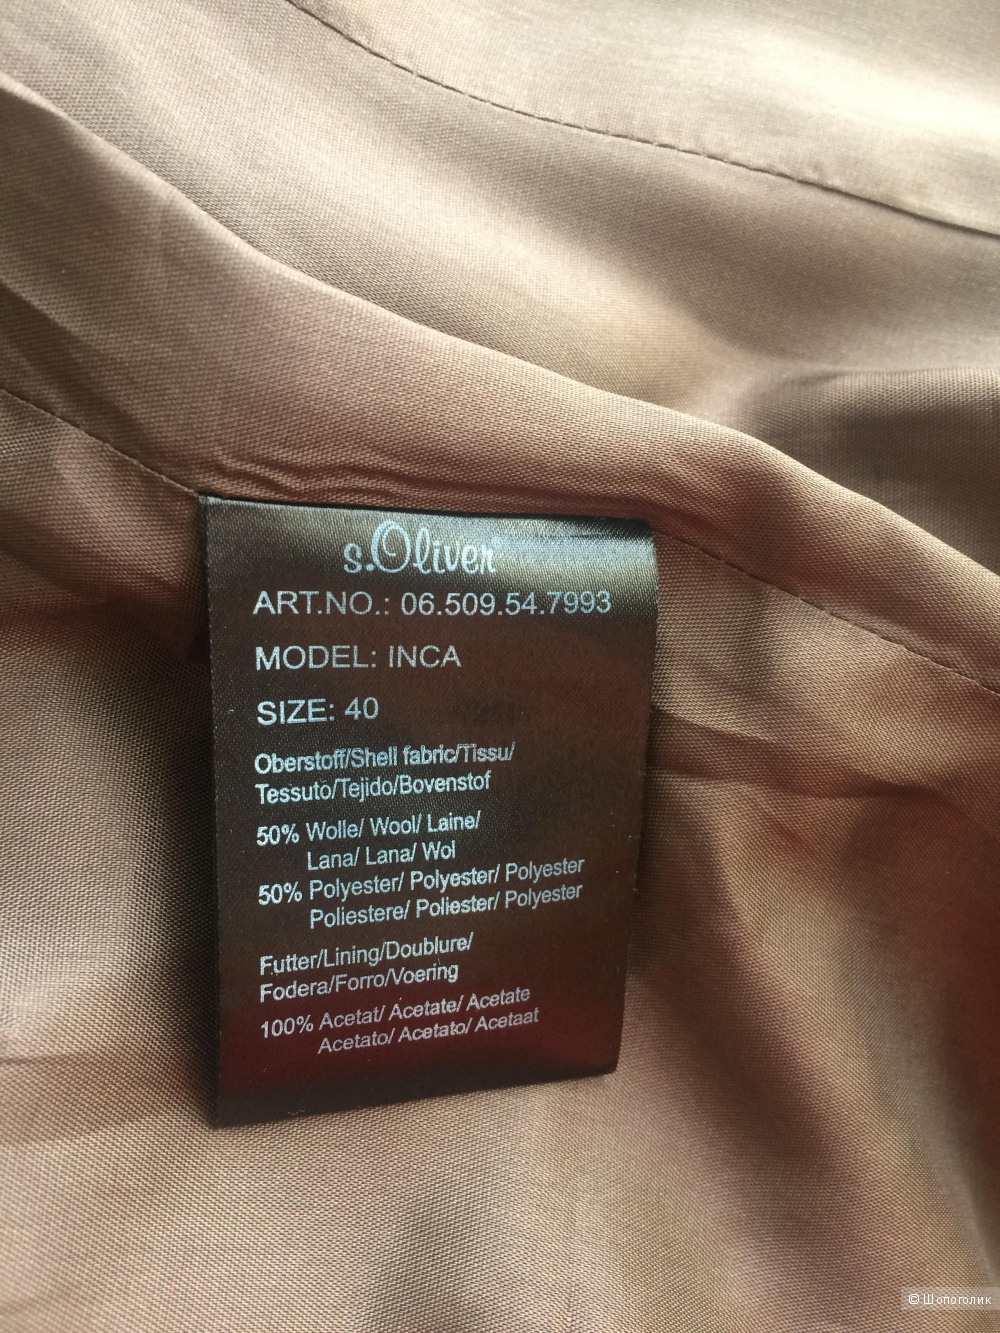 s.Oliver
ART.NO.: 06.509.54.7993
MODEL: INCA
SIZE: 40
Oberstoff/Shell fabric/Tissu/
Tessuto/Tejido/Bovenstof
50% Wolle/ Wool/ Laine/
Lana/ Lana/ Wol
50% Polyester/ Polyester/ Polyester
Poliestere/ Poliester/ Polyester
Futter/Lining/Doublure/
Fodera/Forro/Voering
100% Acetat/ Acetate/ Acetate
Acetato/ Acetato/ Acetaat
© Шопоголик